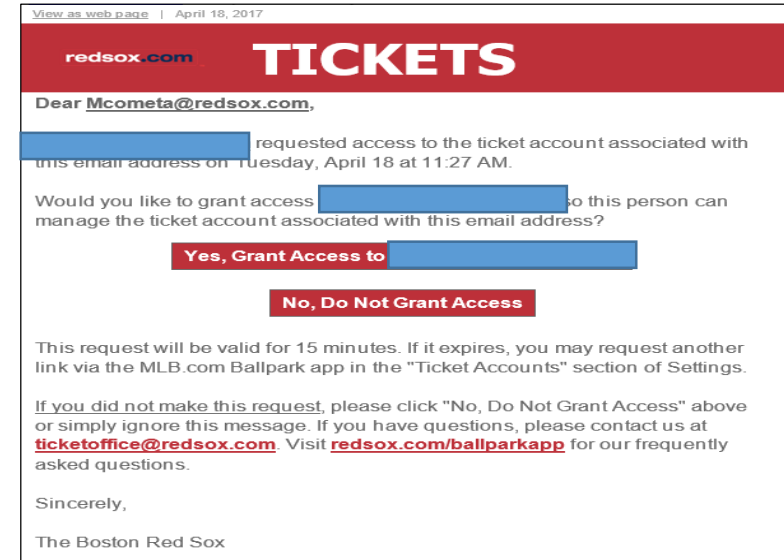 View as web page | April 18, 2017
redsox.com TICKETS
Dear Mcometa@redsox.com,
requested access to the ticket account associated with
this email address on Tuesday, April 18 at 11:27 AM.
Would you like to grant access so this person can
manage the ticket account associated with this email address?
Yes, Grant Access to
No, Do Not Grant Access
This request will be valid for 15 minutes. If it expires, you may request another
link via the MLB.com Ballpark app in the "Ticket Accounts" section of Settings.
If you did not make this request, please click "No, Do Not Grant Access" above
or simply ignore this message. If you have questions, please contact us at
ticketoffice@redsox.com. Visit redsox.com/ballparkapp for our frequently
asked questions.
Sincerely,
The Boston Red Sox